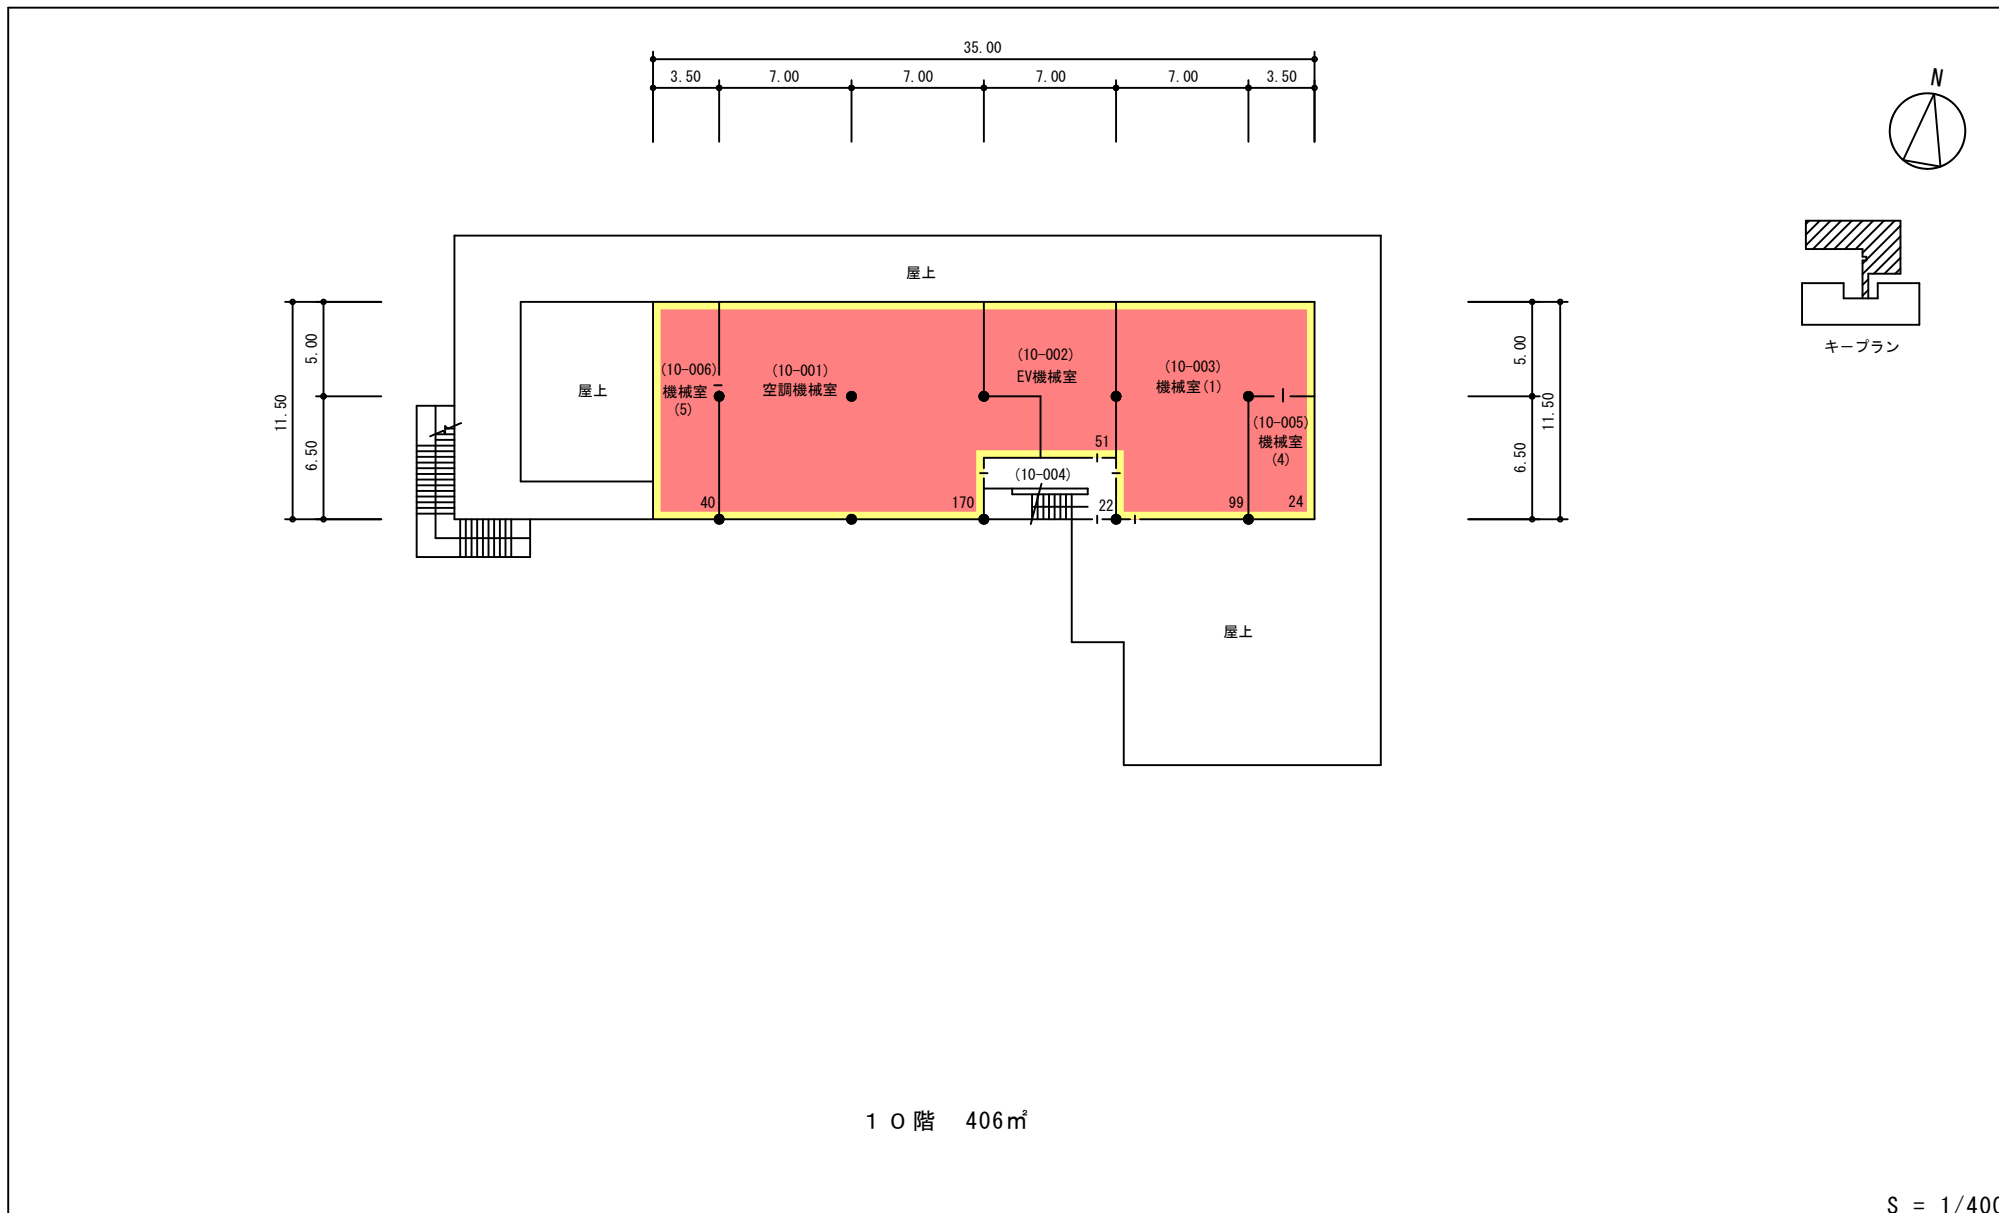 35.00
3.50 7.00 7.00 7.00 7.00 3.50
N
キープラン
屋上
屋上
11.50
5.00
6.50
5.00
6.50
11.50
(10-006)
機械室
(5)
40
(10-001)
空調機械室
170
(10-002)
EV機械室
51
(10-004)
22
(10-003)
機械室(1)
99
(10-005)
機械室
(4)
24
屋上
10階 406㎡
S = 1/400